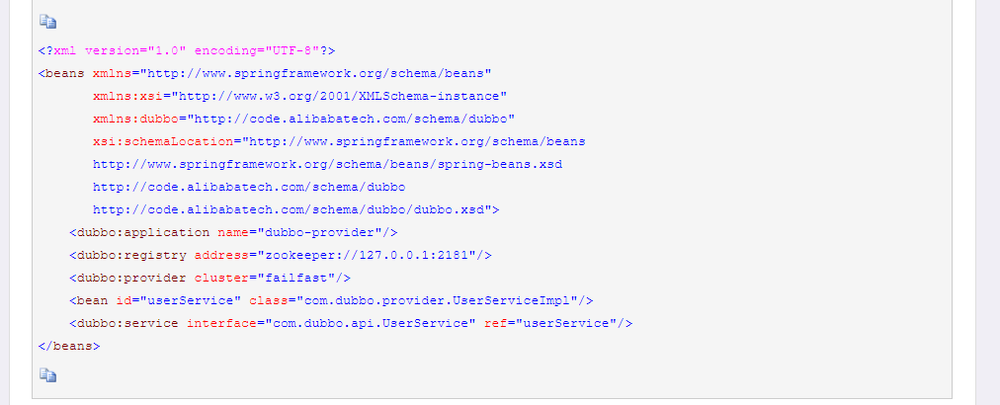 <?xml version="1.0" encoding="UTF-8"?>
<beans xmlns="http://www.springframework.org/schema/beans"
       xmlns:xsi="http://www.w3.org/2001/XMLSchema-instance"
       xmlns:dubbo="http://code.alibabatech.com/schema/dubbo"
       xsi:schemaLocation="http://www.springframework.org/schema/beans
       http://www.springframework.org/schema/beans/spring-beans.xsd
       http://code.alibabatech.com/schema/dubbo
       http://code.alibabatech.com/schema/dubbo/dubbo.xsd">
    <dubbo:application name="dubbo-provider"/>
    <dubbo:registry address="zookeeper://127.0.0.1:2181"/>
    <dubbo:provider cluster="failfast"/>
    <bean id="userService" class="com.dubbo.provider.UserServiceImpl"/>
    <dubbo:service interface="com.dubbo.api.UserService" ref="userService"/>
</beans>